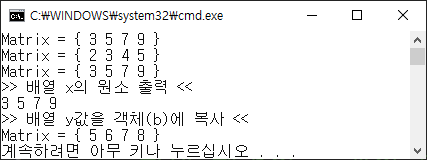 C:₩WINDOWS₩system32₩cmd.exe
Matrix = { 3 5 7 9 }
Matrix = { 2 3 4 5 }
Matrix = { 3 5 7 9 }
>> 배열 x의 원소 출력 <<
3 5 7 9
>> 배열 y값을 객체(b)에 복사 <<
Matrix = { 5 6 7 8 }
계속하려면 아무 키나 누르십시오 . . .